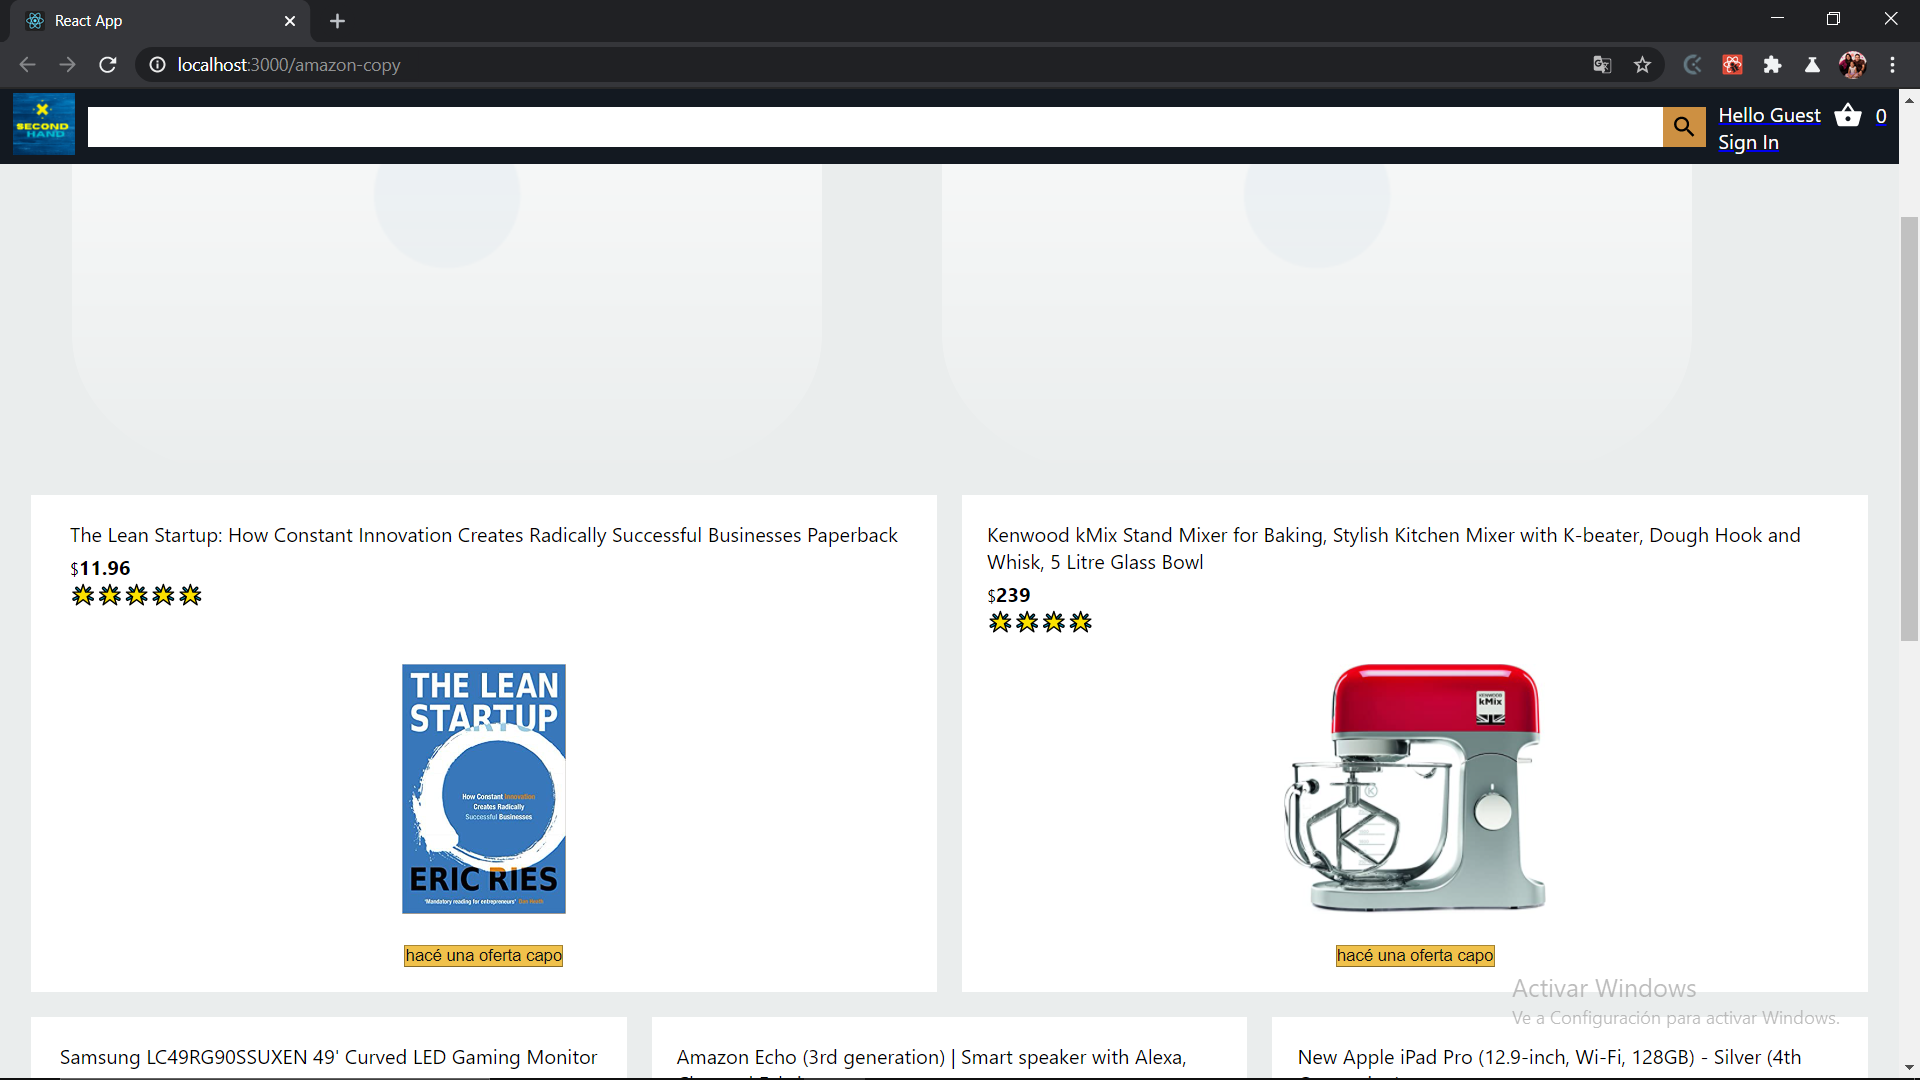 React App
localhost:3000/amazon-copy
SECOND
HAND
Hello Guest
0
Sign In
The Lean Startup: How Constant Innovation Creates Radically Successful Businesses Paperback
$11.96
Kenwood kMix Stand Mixer for Baking, Stylish Kitchen Mixer with K-beater, Dough Hook and
Whisk, 5 Litre Glass Bowl
$239
THE LEAN
STARTUP
How Constant Innovation
Creates Radically
Successful Businesses
ERIC RIES
'Mandatory reading for entrepreneurs' Dan Heath
KENWOOD
kMix
K
hacé una oferta capo
hacé una oferta capo
Activar Windows
Ve a Configuración para activar Windows.
Samsung LC49RG90SSUXEN 49' Curved LED Gaming Monitor
Amazon Echo (3rd generation) | Smart speaker with Alexa,
New Apple iPad Pro (12.9-inch, Wi-Fi, 128GB) - Silver (4th